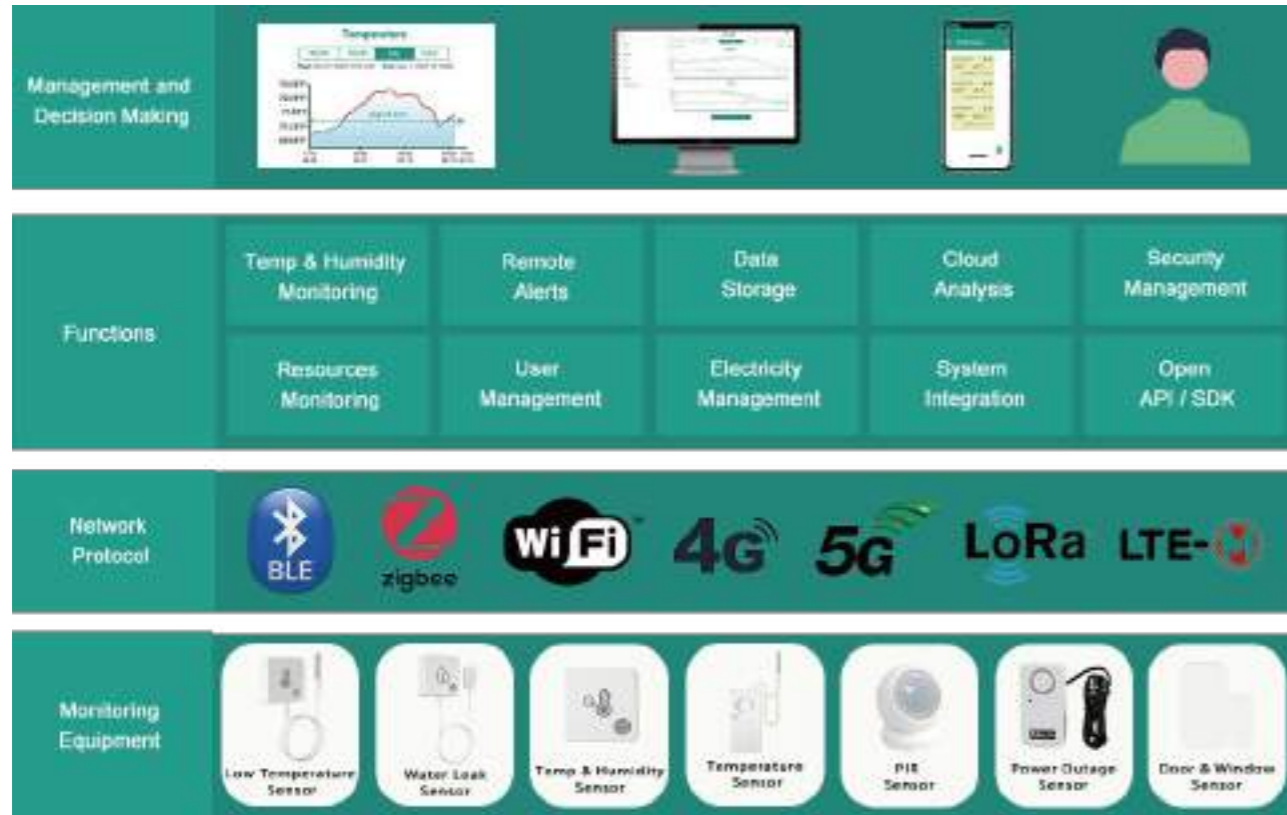 Management and
Decision Making
Temperature
Functions
Temp & Humidity
Monitoring
Remote
Alerts
Data
Storage
Cloud
Analysis
Security
Management
Resources
Monitoring
User
Management
Electricity
Management
System
Integration
Open
API / SDK
Network
Protocol
BLE
zigbee
WiFi
4G
5G
LoRa
LTE-M
Monitoring
Equipment
Low Temperature
Sensor
Water Leak
Sensor
Temp & Humidity
Sensor
Temperature
Sensor
PIR
Sensor
Power Outage
Sensor
Door & Window
Sensor